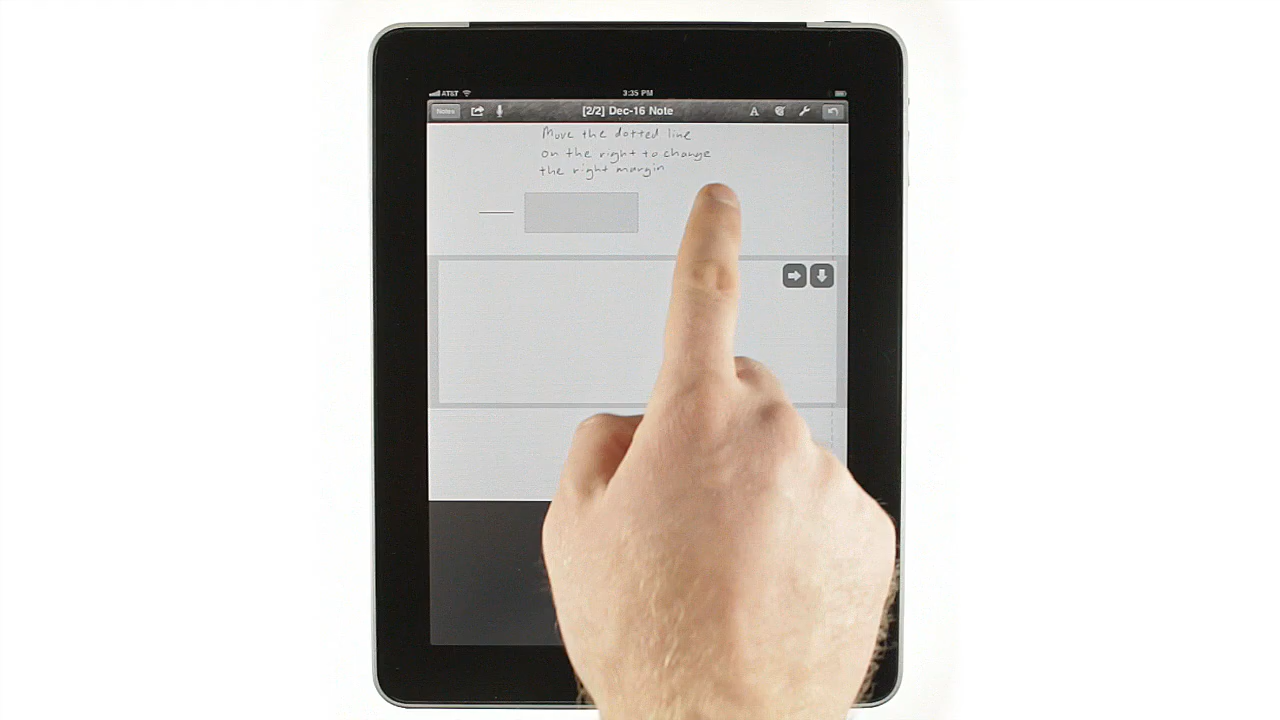 AT&T 3:35 PM
Notes [2/2] Dec-16 Note A
Move the dotted line
on the right to change
the right margin